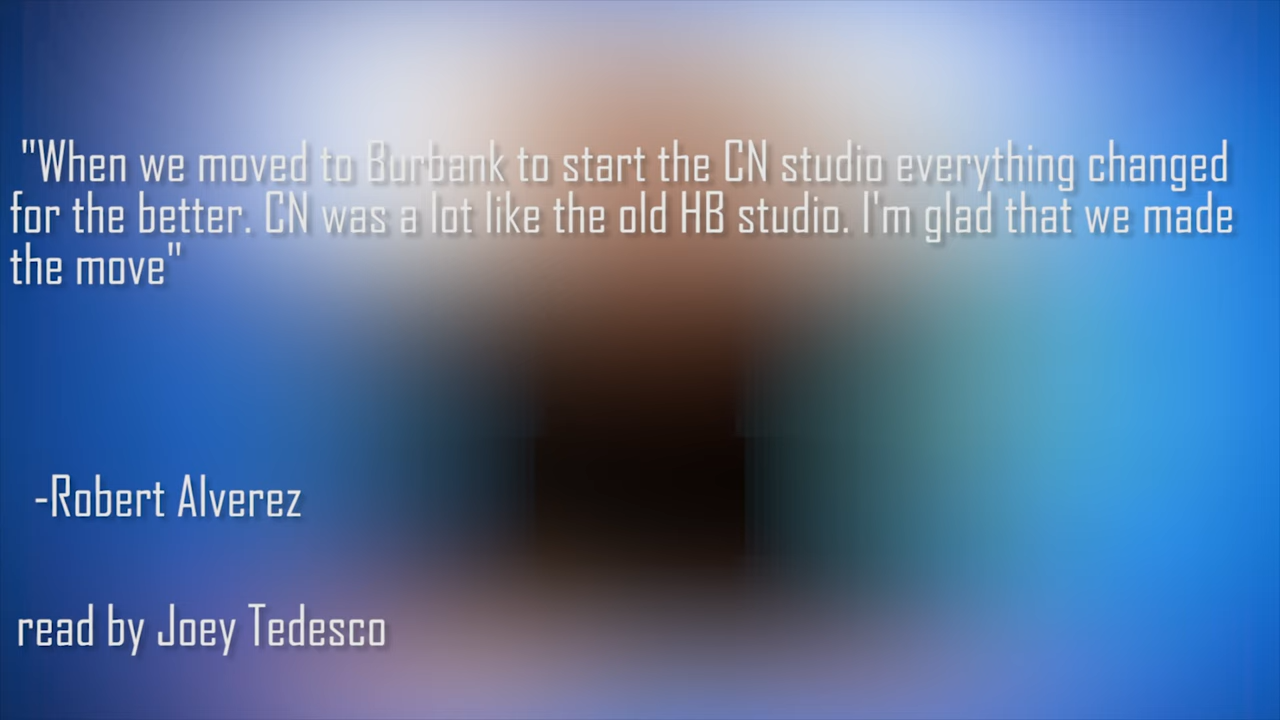 "When we moved to Burbank to start the CN studio everything changed
for the better. CN was a lot like the old HB studio. I'm glad that we made
the move"
-Robert Alverez
read by Joey Tedesco